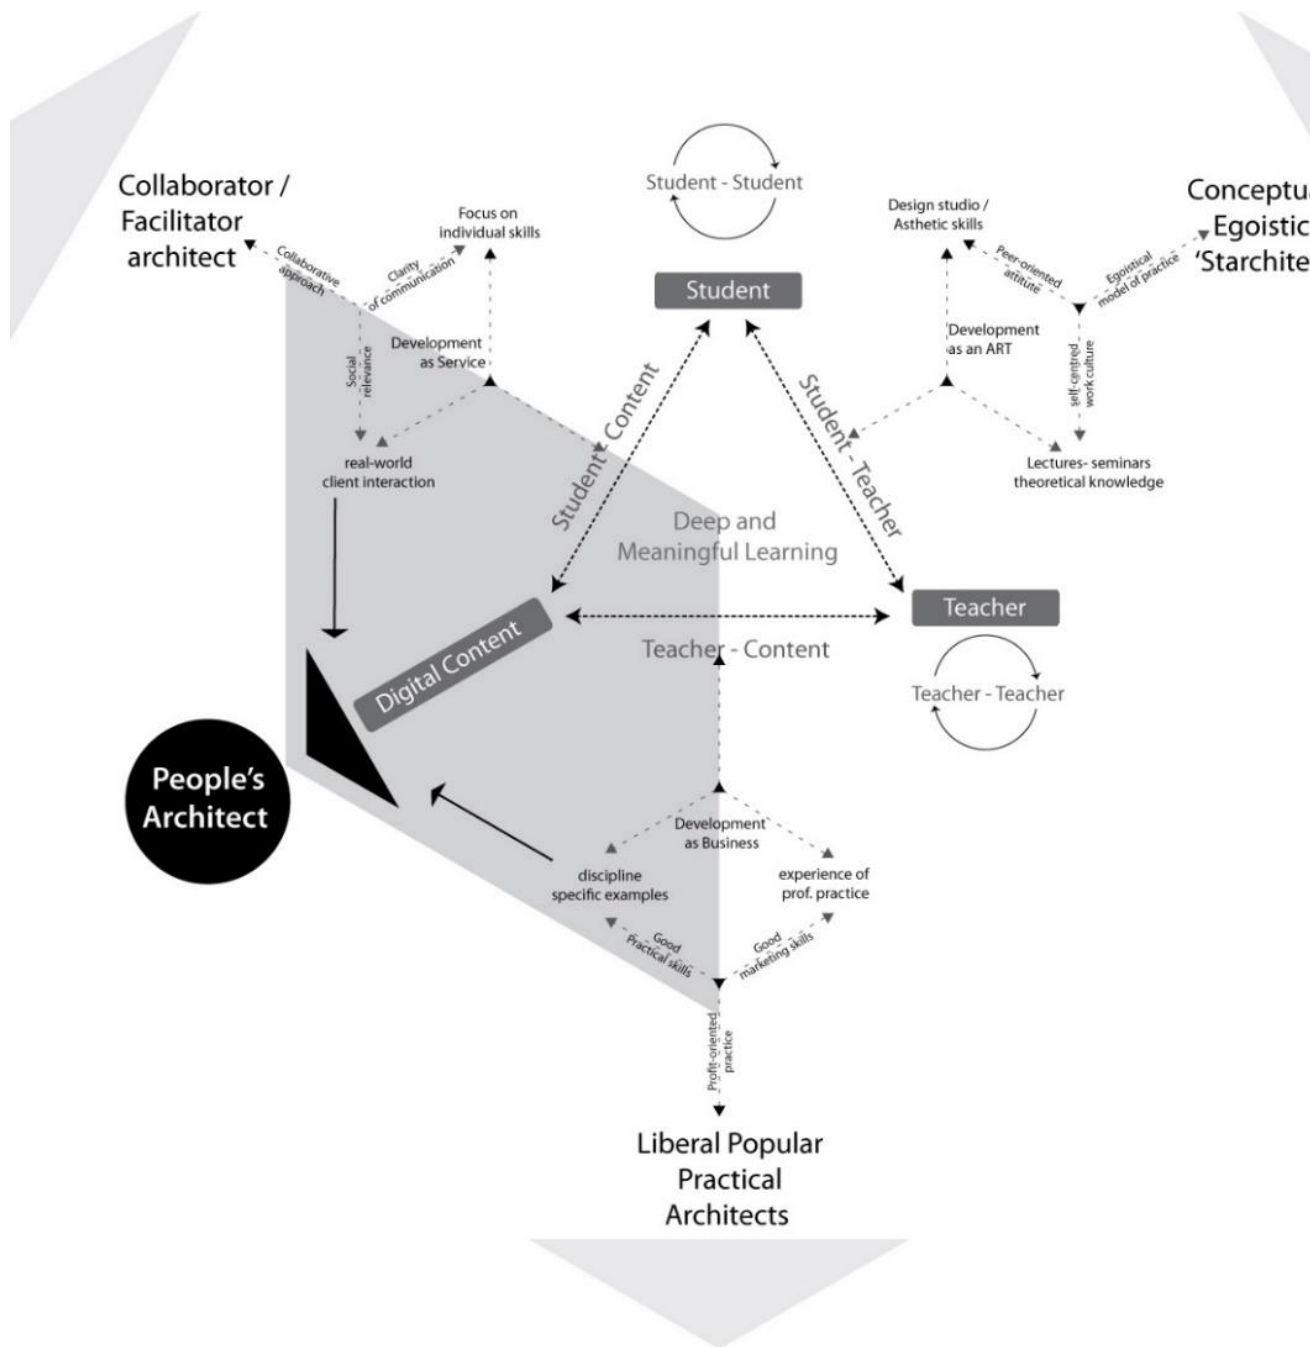 Student - Student
Collaborator /
Facilitator
architect
Collaborative
approach
Clarity
of communication
Focus on
individual skills
Social
relevance
Development
as Service
real-world
client interaction
Student
Design studio /
Asthetic skills
Peer-oriented
attitute
Egoistical
model of practice
Conceptua
Egoistic
'Starchite
Development
as an ART
self-centred
work culture
Lectures- seminars
theoretical knowledge
Student - Content
Student - Teacher
Deep and
Meaningful Learning
Digital Content
Teacher
Teacher - Content
Teacher - Teacher
People's
Architect
Development
as Business
discipline
specific examples
experience of
prof. practice
Good
Practical skills
Good
marketing skills
Profit-oriented
practice
Liberal Popular
Practical
Architects